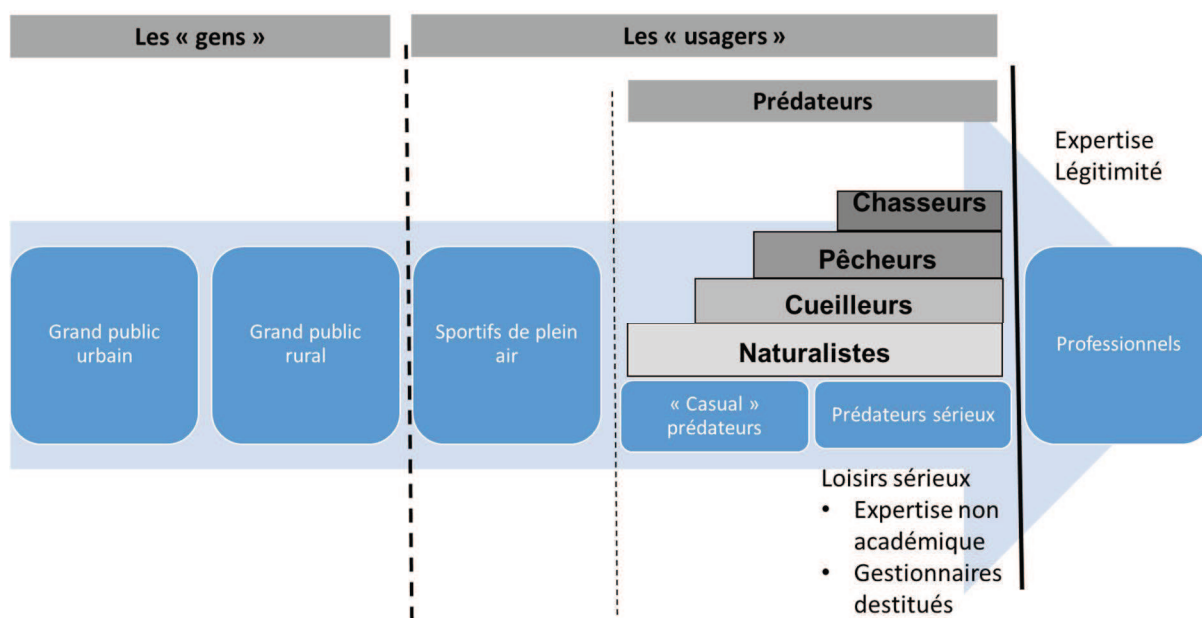 Les « gens »
Les « usagers »
Prédateurs
Expertise
Légitimité
Chasseurs
Pêcheurs
Cueilleurs
Naturalistes
Grand public
urbain
Grand public
rural
Sportifs de plein
air
« Casual »
prédateurs
Prédateurs sérieux
Professionnels
Loisirs sérieux
• Expertise non
académique
• Gestionnaires
destitués